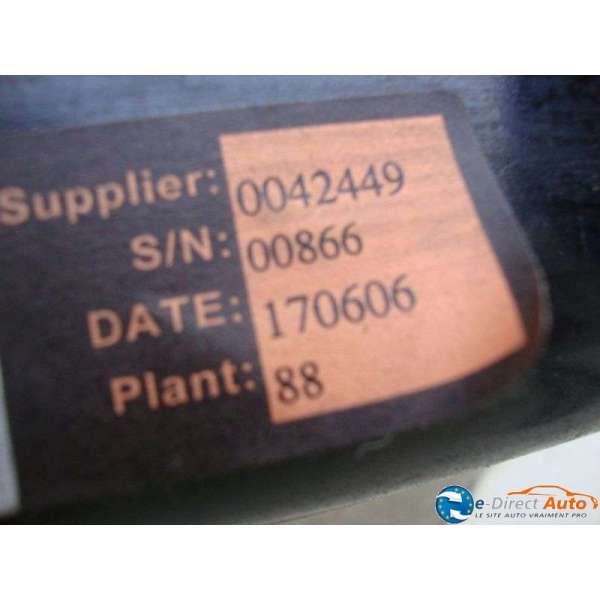 Supplier: 0042449
S/N: 00866
DATE: 170606
Plant: 88
e-Direct Auto
LE SITE AUTO VRAIMENT PRO